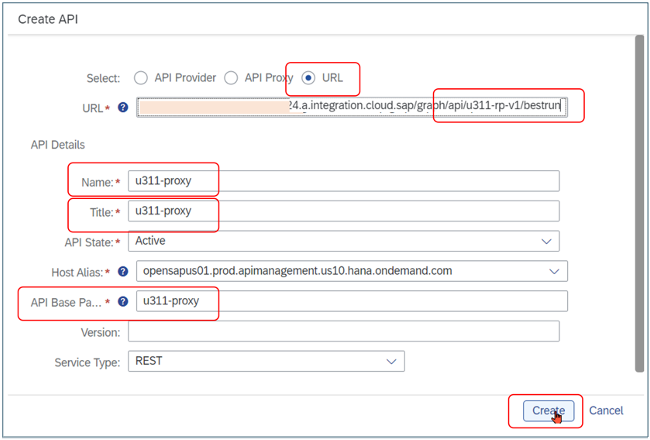 Create API
Select: API Provider API Proxy URL
URL* ? 24.a.integration.cloud.sap/graph/api/u311-rp-v1/bestrun
API Details
Name:* u311-proxy
Title:* u311-proxy
API State:* Active
Host Alias:* ? opensapus01.prod.apimanagement.us10.hana.ondemand.com
API Base Pa... * ? u311-proxy
Version:
Service Type: REST
Create Cancel